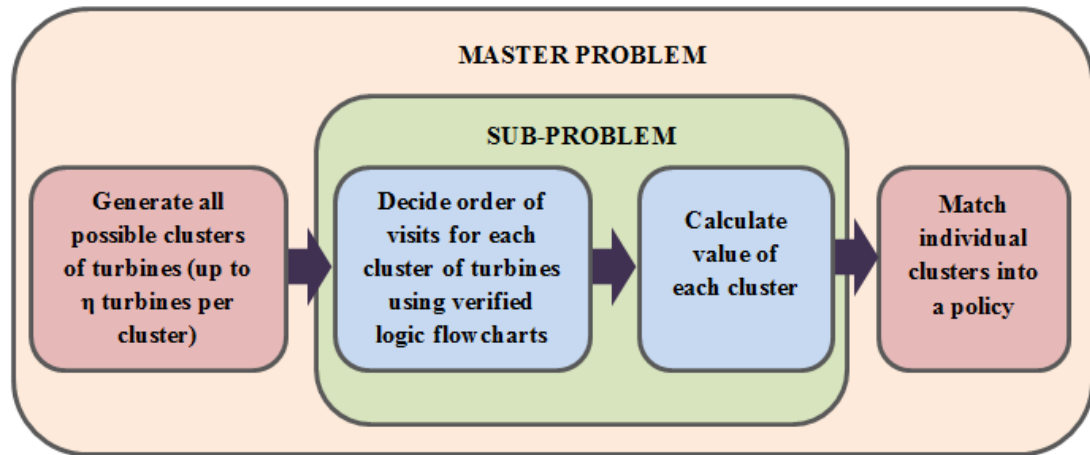 MASTER PROBLEM
SUB-PROBLEM
Generate all
possible clusters
of turbines (up to
η turbines per
cluster)
Decide order of
visits for each
cluster of turbines
using verified
logic flowcharts
Calculate
value of
each cluster
Match
individual
clusters into
a policy